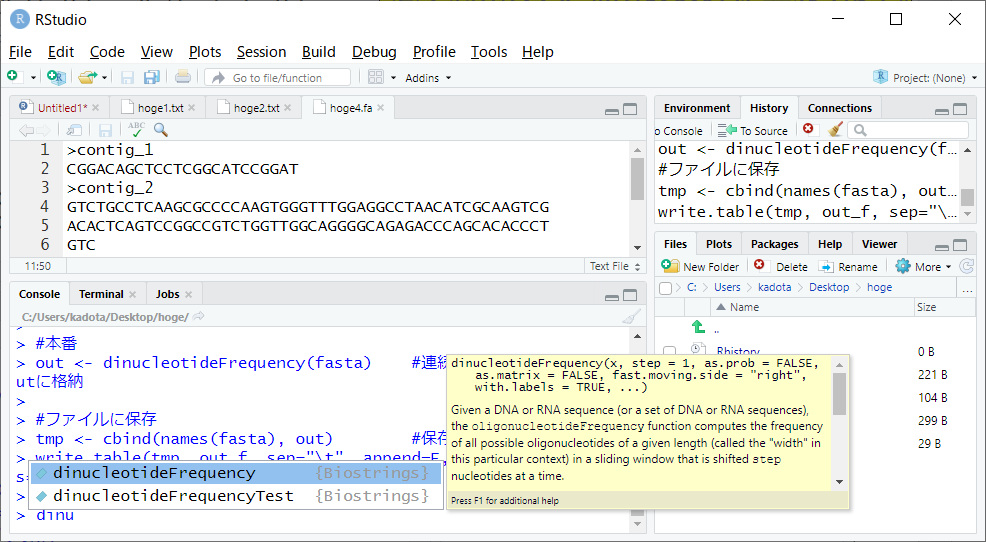 RStudio
File Edit Code View Plots Session Build Debug Profile Tools Help
Go to file/function Addins Project: (None)
Untitled1* hoge1.txt hoge2.txt hoge4.fa
ABC
1 >contig_1
2 CGGACAGCTCCTCGGCATCCGGAT
3 >contig_2
4 GTCTGCCTCAAGCGCCCCAAGTGGGTTTGGAGGCCTAACATCGCAAGTCG
5 ACACTCAGTCCGGCCGTCTGGTTGGCAGGGGCAGAGACCCAGCACACCCT
6 GTC
11:50 Text File
Console Terminal Jobs
C:/Users/kadota/Desktop/hoge/
>
> #本番
> out <- dinucleotideFrequency(fasta) #連続
utに格納
>
> #ファイルに保存
> tmp <- cbind(names(fasta), out) #保存
> write.table(tmp, out_f, sep="\t", append=F,
s=
>
>
> dinu
dinucleotideFrequency {Biostrings}
dinucleotideFrequencyTest {Biostrings}
dinucleotideFrequency(x, step = 1, as.prob = FALSE,
as.matrix = FALSE, fast.moving.side = "right",
with.labels = TRUE, ...)
Given a DNA or RNA sequence (or a set of DNA or RNA sequences),
the oligonucleotideFrequency function computes the frequency
of all possible oligonucleotides of a given length (called the "width" in
this particular context) in a sliding window that is shifted step
nucleotides at a time.
Press F1 for additional help
Environment History Connections
o Console To Source
out <- dinucleotideFrequency(f...
#ファイルに保存
tmp <- cbind(names(fasta), out...
write.table(tmp, out_f, sep="\...
Files Plots Packages Help Viewer
New Folder Delete Rename More
C: Users kadota Desktop hoge ...
Name Size
..
.Rhistory 0 B
221 B
104 B
299 B
29 B